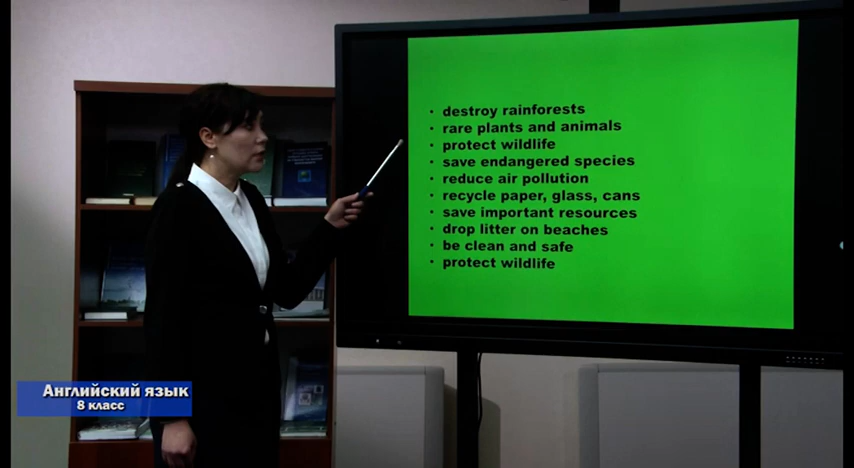 • destroy rainforests
• rare plants and animals
• protect wildlife
• save endangered species
• reduce air pollution
• recycle paper, glass, cans
• save important resources
• drop litter on beaches
• be clean and safe
• protect wildlife
Английский язык
8 класс